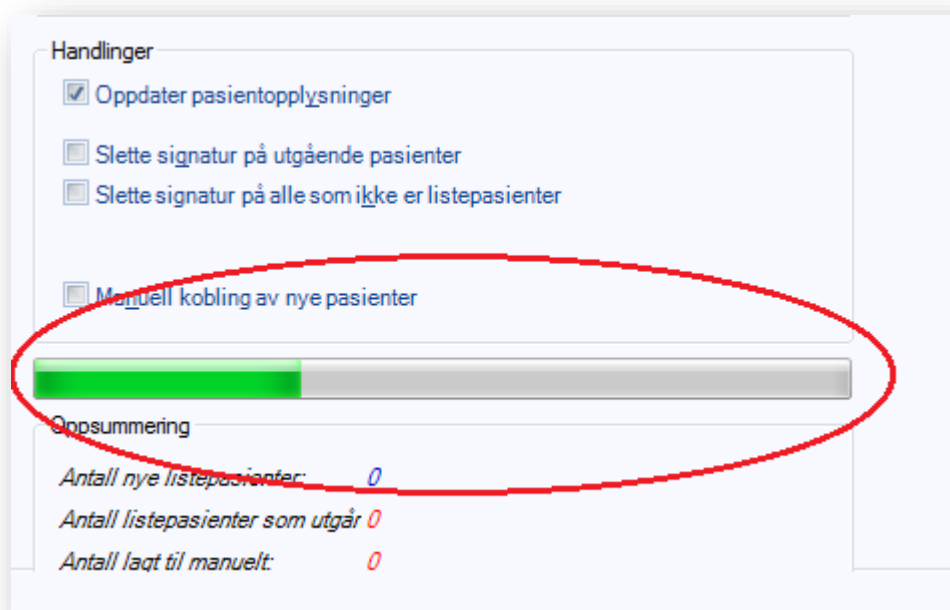 Handlinger
Oppdater pasientopplysninger
Slette signatur på utgående pasienter
Slette signatur på alle som ikke er listepasienter
Manuell kobling av nye pasienter
Oppsummering
Antall nye listepasienter: 0
Antall listepasienter som utgår 0
Antall lagt til manuelt: 0